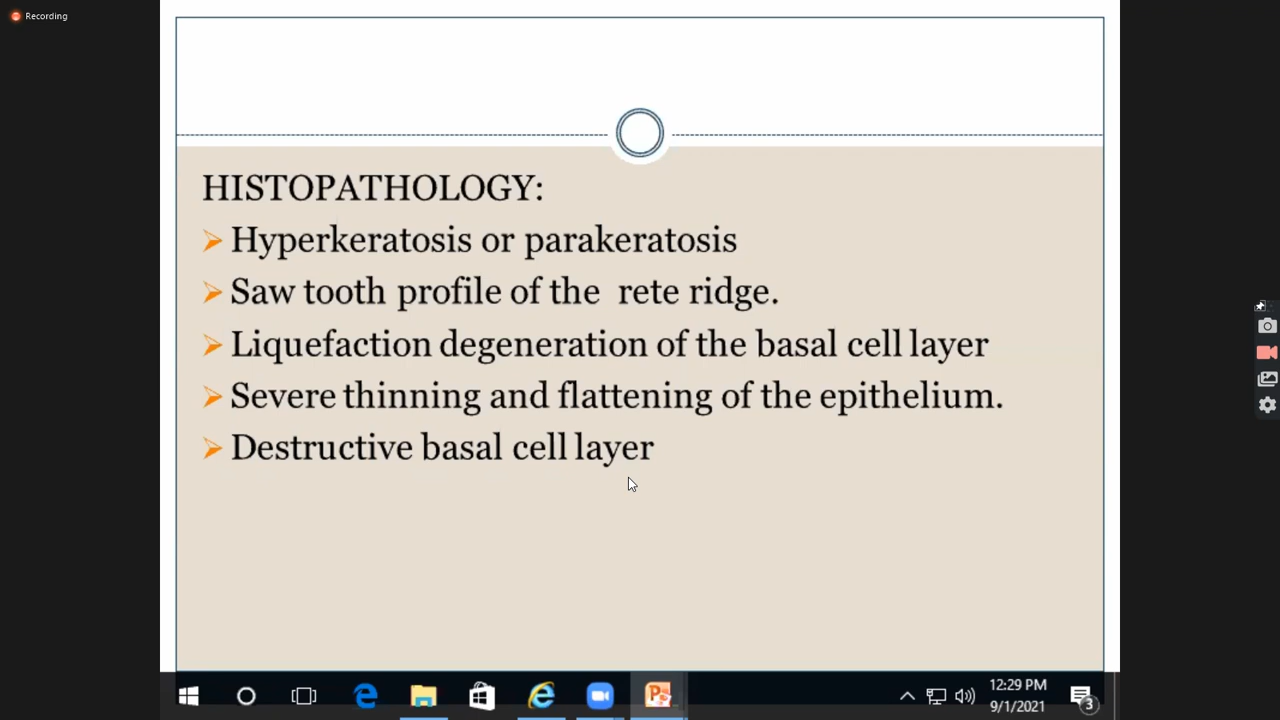 Recording
HISTOPATHOLOGY:
Hyperkeratosis or parakeratosis
Saw tooth profile of the rete ridge.
Liquefaction degeneration of the basal cell layer
Severe thinning and flattening of the epithelium.
Destructive basal cell layer
12:29 PM
9/1/2021
3